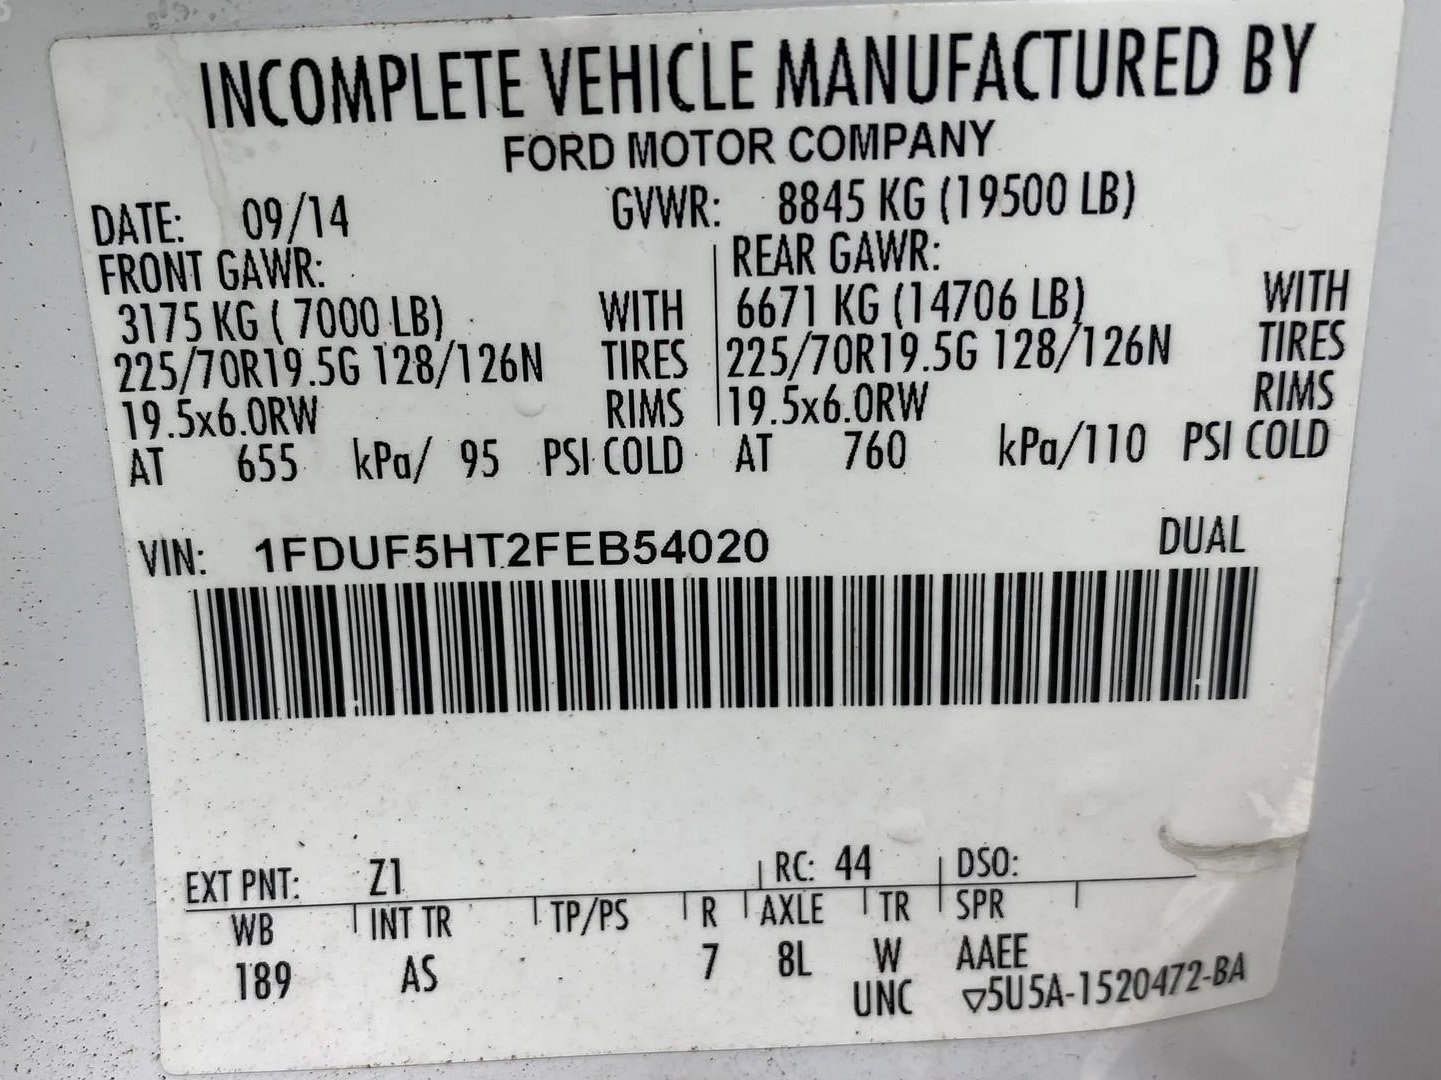 INCOMPLETE VEHICLE MANUFACTURED BY
FORD MOTOR COMPANY
DATE: 09/14 GVWR: 8845 KG (19500 LB)
FRONT GAWR: REAR GAWR:
3175 KG ( 7000 LB) WITH 6671 KG (14706 LB) WITH
225/70R19.5G 128/126N TIRES 225/70R19.5G 128/126N TIRES
19.5x6.0RW RIMS 19.5x6.0RW RIMS
AT 655 kPa/ 95 PSI COLD AT 760 kPa/110 PSI COLD
VIN: 1FDUF5HT2FEB54020 DUAL
EXT PNT: Z1 RC: 44 DSO:
WB INT TR TP/PS R AXLE TR SPR
189 AS 7 8L W AAEE
UNC ▽5U5A-1520472-BA